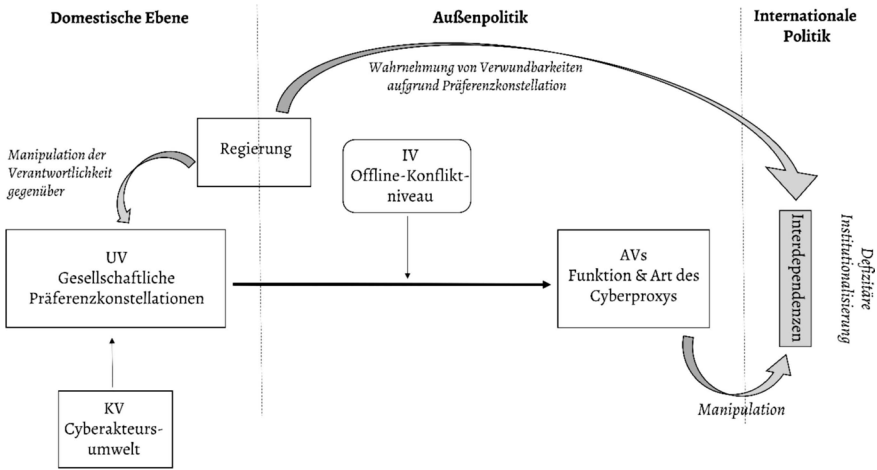 Domestische Ebene
Außenpolitik
Internationale
Politik
Wahrnehmung von Verwundbarkeiten
aufgrund Präferenzkonstellation
Regierung
Manipulation der
Verantwortlichkeit
gegenüber
IV
Offline-Konflikt-
niveau
UV
Gesellschaftliche
Präferenzkonstellationen
AVs
Funktion & Art des
Cyberproxys
Interdependenzen
Defizitäre
Institutionalisierung
KV
Cyberakteurs-
umwelt
Manipulation